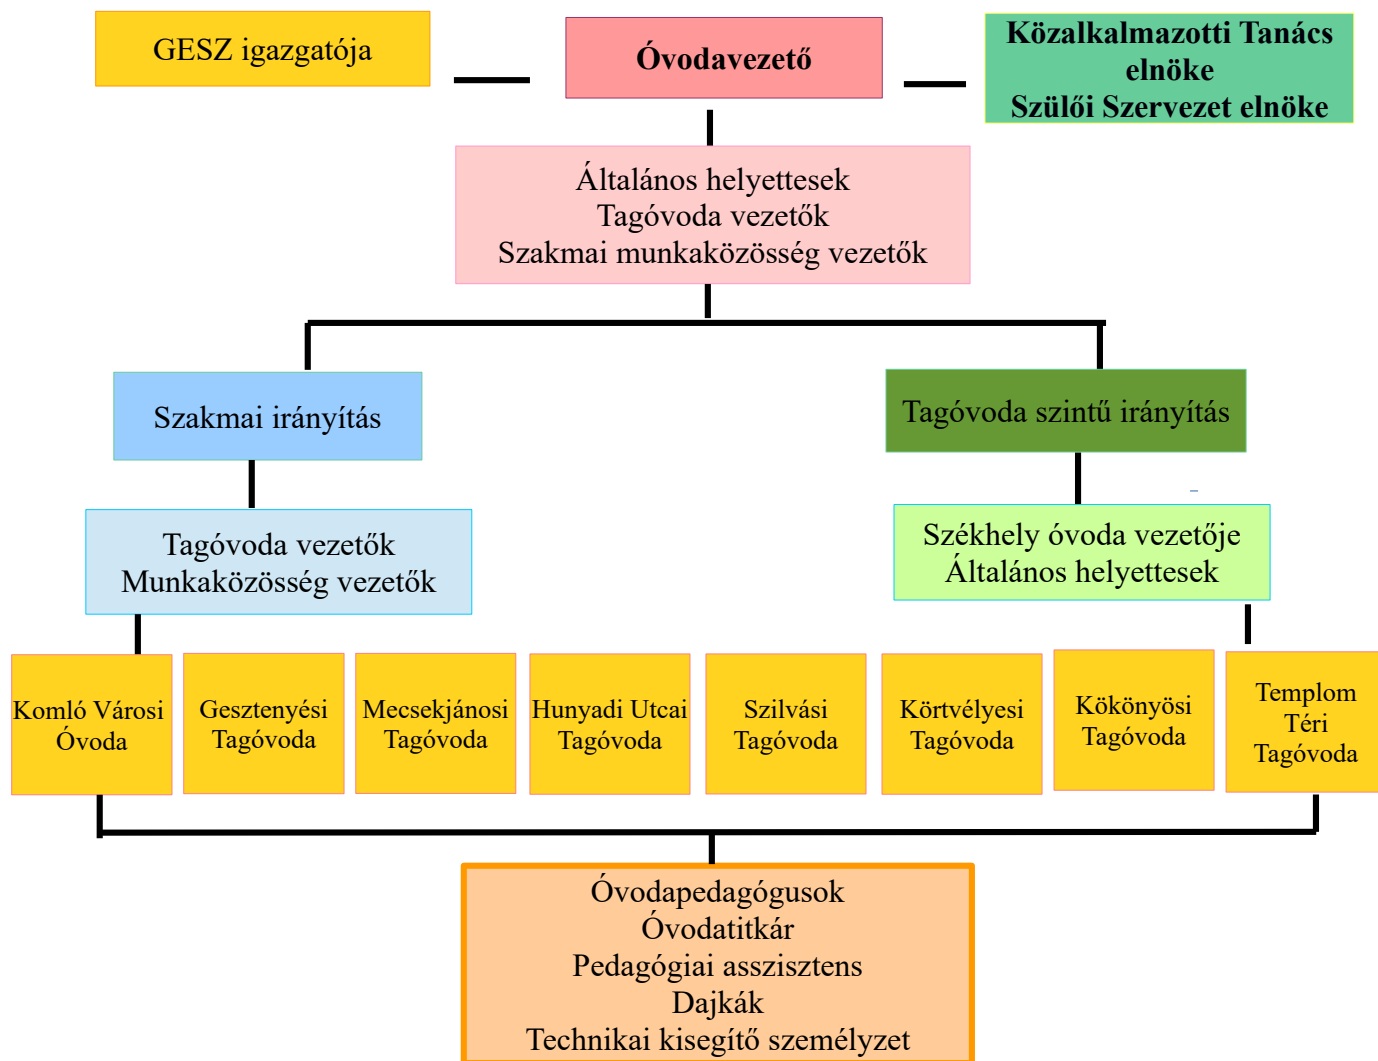 GESZ igazgatója
Óvodavezető
Közalkalmazotti Tanács
elnöke
Szülői Szervezet elnöke
Általános helyettesek
Tagóvoda vezetők
Szakmai munkaközösség vezetők
Szakmai irányítás
Tagóvoda szintű irányítás
Tagóvoda vezetők
Munkaközösség vezetők
Székhely óvoda vezetője
Általános helyettesek
Komló Városi
Óvoda
Gesztenyési
Tagóvoda
Mecsekjánosi
Tagóvoda
Hunyadi Utcai
Tagóvoda
Szilvási
Tagóvoda
Körtvélyesi
Tagóvoda
Kökönyösi
Tagóvoda
Templom
Téri
Tagóvoda
Óvodapedagógusok
Óvodatitkár
Pedagógiai asszisztens
Dajkák
Technikai kisegítő személyzet